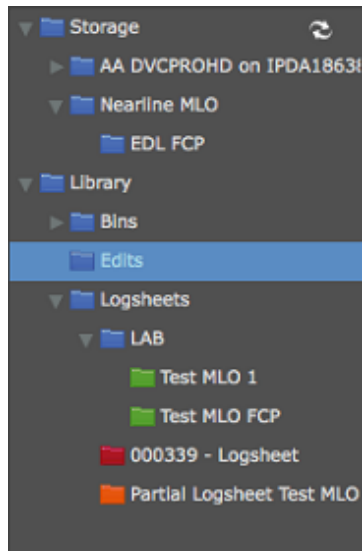 Storage
AA DVCPROHD on IPDA18638
Nearline MLO
EDL FCP
Library
Bins
Edits
Logsheets
LAB
Test MLO 1
Test MLO FCP
000339 - Logsheet
Partial Logsheet Test MLO